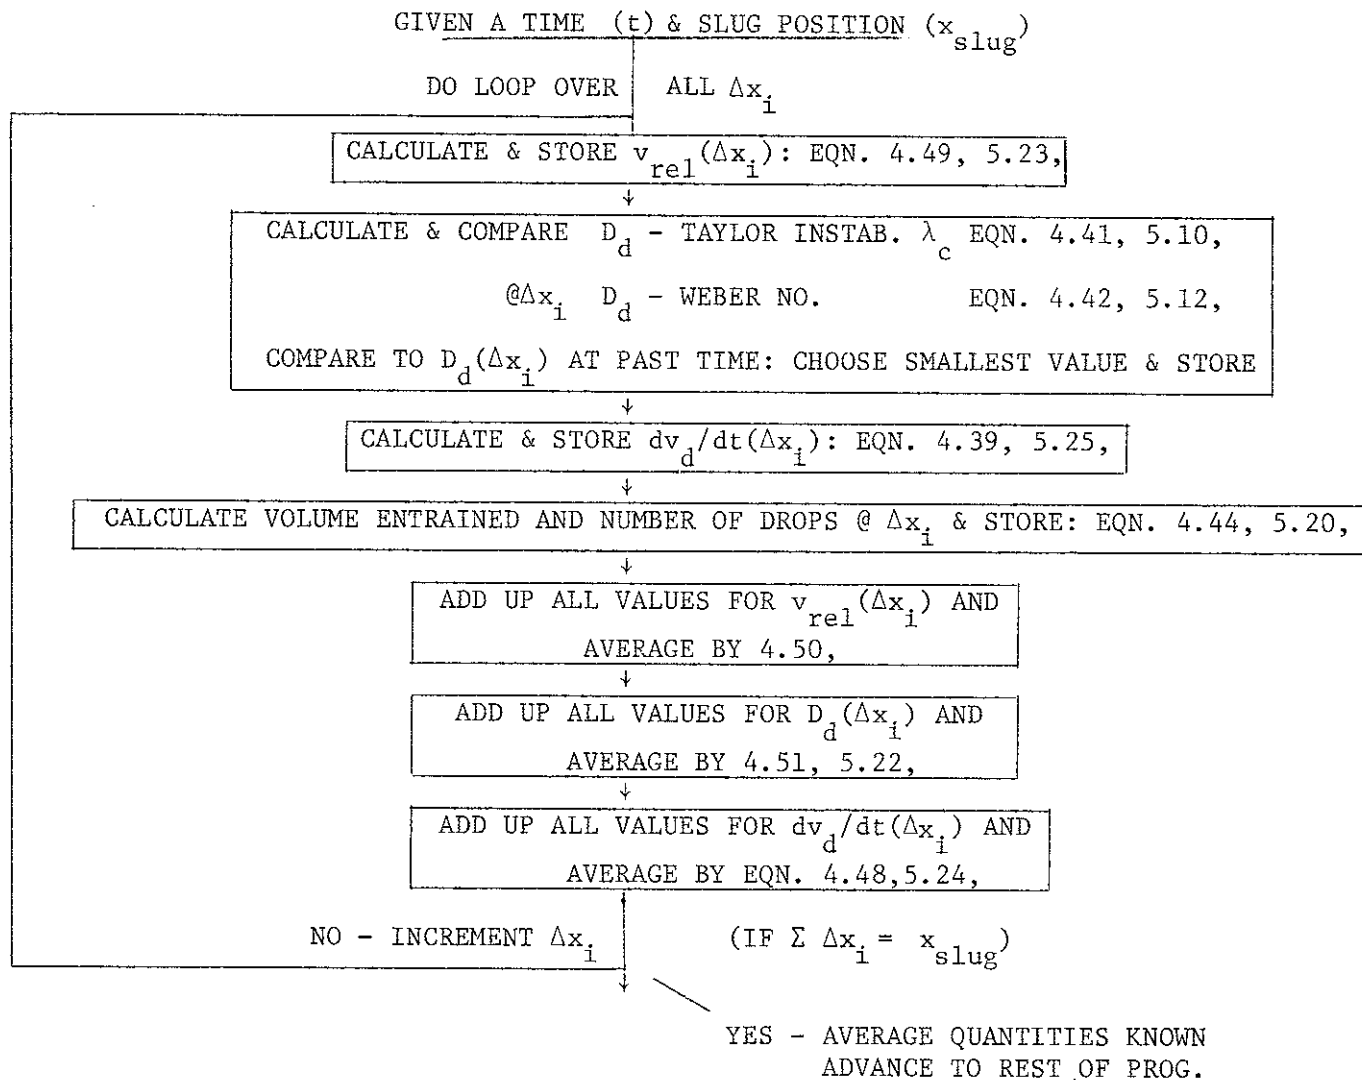 GIVEN A TIME (t) & SLUG POSITION (x_slug)
DO LOOP OVER ALL Δx_i
CALCULATE & STORE v_rel(Δx_i): EQN. 4.49, 5.23,
↓
CALCULATE & COMPARE D_d - TAYLOR INSTAB. λ_c EQN. 4.41, 5.10,
@Δx_i D_d - WEBER NO. EQN. 4.42, 5.12,
COMPARE TO D_d(Δx_i) AT PAST TIME: CHOOSE SMALLEST VALUE & STORE
↓
CALCULATE & STORE dv_d/dt(Δx_i): EQN. 4.39, 5.25,
↓
CALCULATE VOLUME ENTRAINED AND NUMBER OF DROPS @ Δx_i & STORE: EQN. 4.44, 5.20,
↓
ADD UP ALL VALUES FOR v_rel(Δx_i) AND
AVERAGE BY 4.50,
↓
ADD UP ALL VALUES FOR D_d(Δx_i) AND
AVERAGE BY 4.51, 5.22,
↓
ADD UP ALL VALUES FOR dv_d/dt(Δx_i) AND
AVERAGE BY EQN. 4.48,5.24,
NO - INCREMENT Δx_i (IF Σ Δx_i = x_slug)
↓
YES - AVERAGE QUANTITIES KNOWN
ADVANCE TO REST OF PROG.